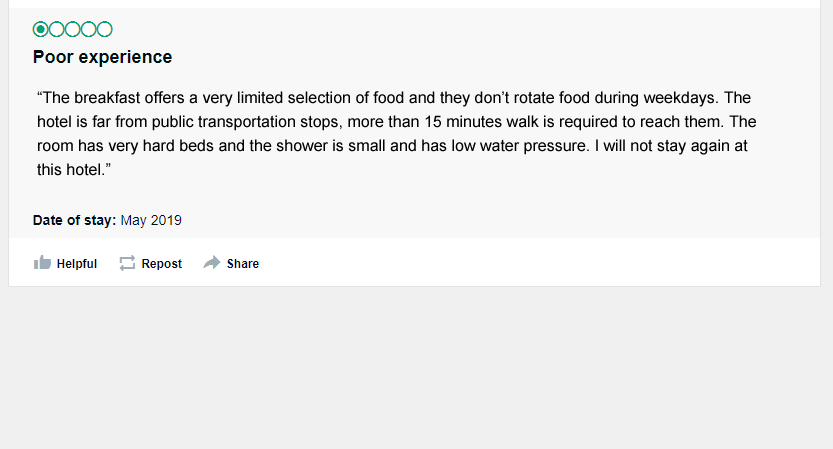 Poor experience
“The breakfast offers a very limited selection of food and they don’t rotate food during weekdays. The
hotel is far from public transportation stops, more than 15 minutes walk is required to reach them. The
room has very hard beds and the shower is small and has low water pressure. I will not stay again at
this hotel.”
Date of stay: May 2019
Helpful Repost Share